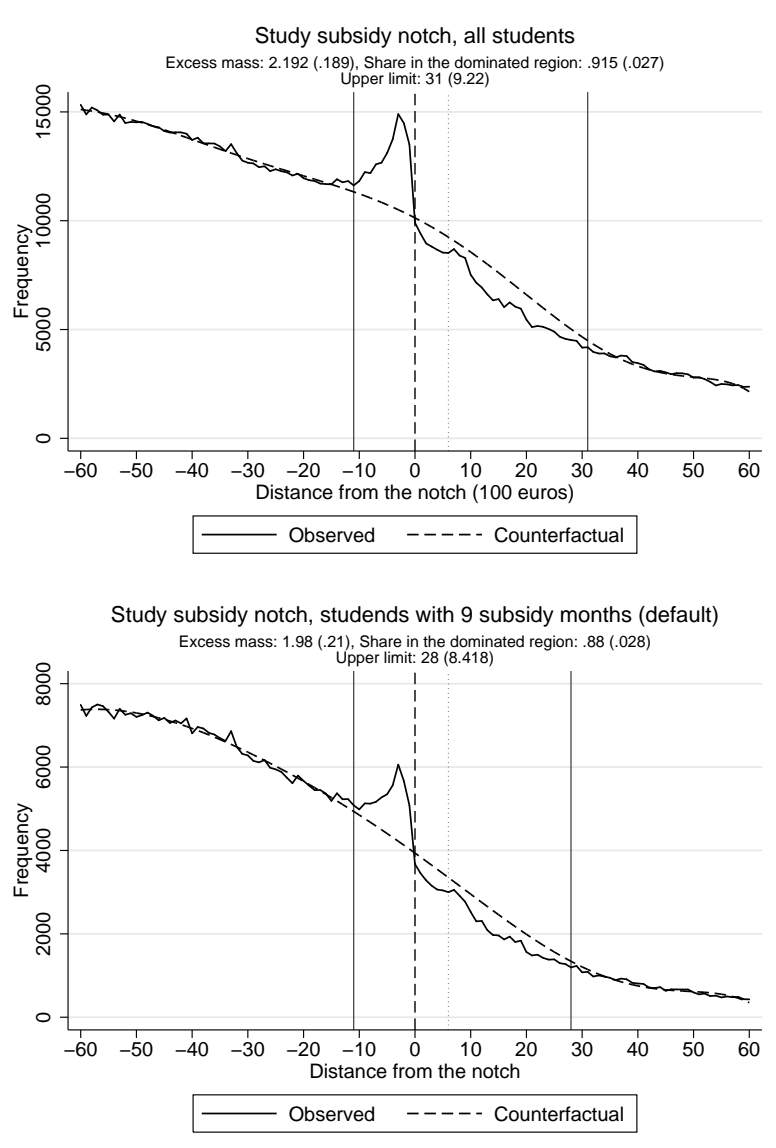 Study subsidy notch, all students
Excess mass: 2.192 (.189), Share in the dominated region: .915 (.027)
Upper limit: 31 (9.22)
Frequency
15000
10000
5000
0
−60 −50 −40 −30 −20 −10 0 10 20 30 40 50 60
Distance from the notch (100 euros)
Observed Counterfactual
Study subsidy notch, studends with 9 subsidy months (default)
Excess mass: 1.98 (.21), Share in the dominated region: .88 (.028)
Upper limit: 28 (8.418)
Frequency
8000
6000
4000
2000
0
−60 −50 −40 −30 −20 −10 0 10 20 30 40 50 60
Distance from the notch
Observed Counterfactual